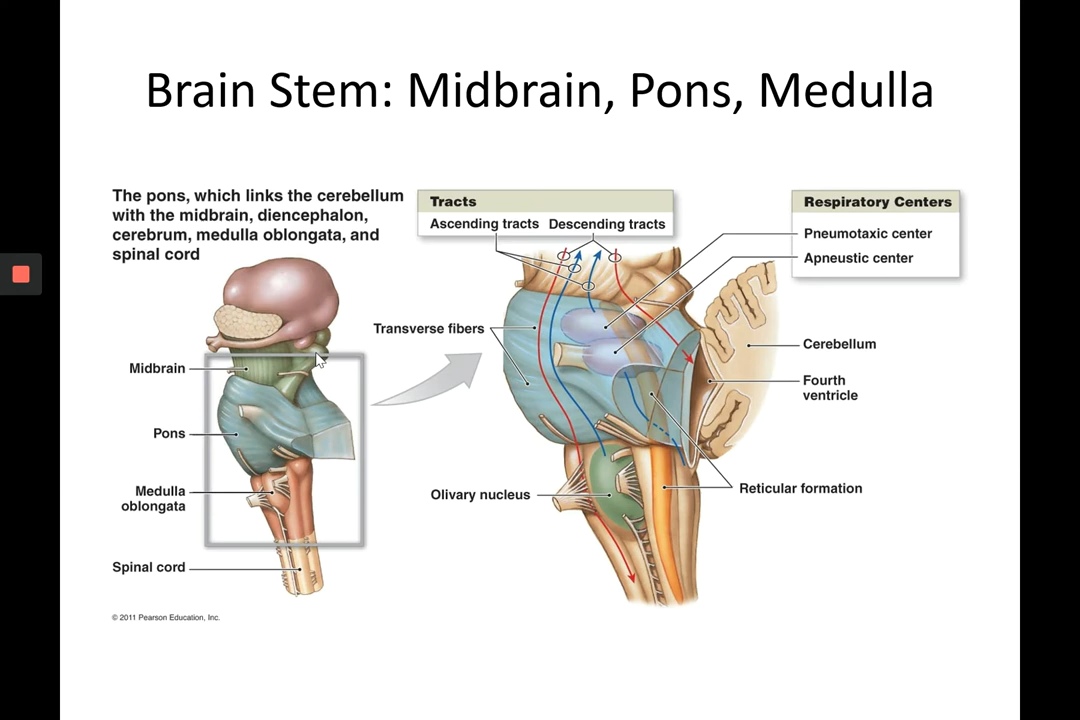 Brain Stem: Midbrain, Pons, Medulla
The pons, which links the cerebellum
with the midbrain, diencephalon,
cerebrum, medulla oblongata, and
spinal cord
Midbrain
Pons
Medulla
oblongata
Spinal cord
Tracts
Ascending tracts Descending tracts
Transverse fibers
Olivary nucleus
Respiratory Centers
Pneumotaxic center
Apneustic center
Cerebellum
Fourth
ventricle
Reticular formation
© 2011 Pearson Education, Inc.